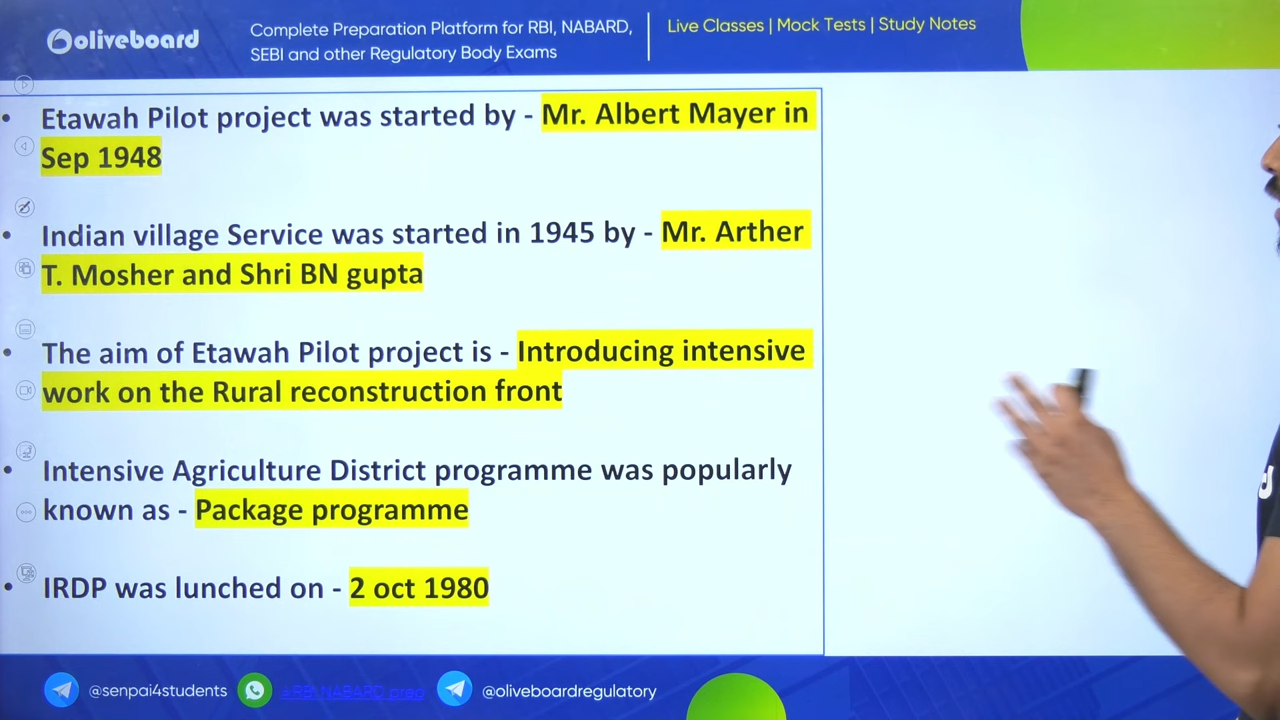 oliveboard
Complete Preparation Platform for RBI, NABARD,
SEBI and other Regulatory Body Exams
Live Classes | Mock Tests | Study Notes
• Etawah Pilot project was started by - Mr. Albert Mayer in
Sep 1948
• Indian village Service was started in 1945 by - Mr. Arther
T. Mosher and Shri BN gupta
• The aim of Etawah Pilot project is - Introducing intensive
work on the Rural reconstruction front
• Intensive Agriculture District programme was popularly
known as - Package programme
• IRDP was lunched on - 2 oct 1980
@senpai4students
@oliveboardregulatory